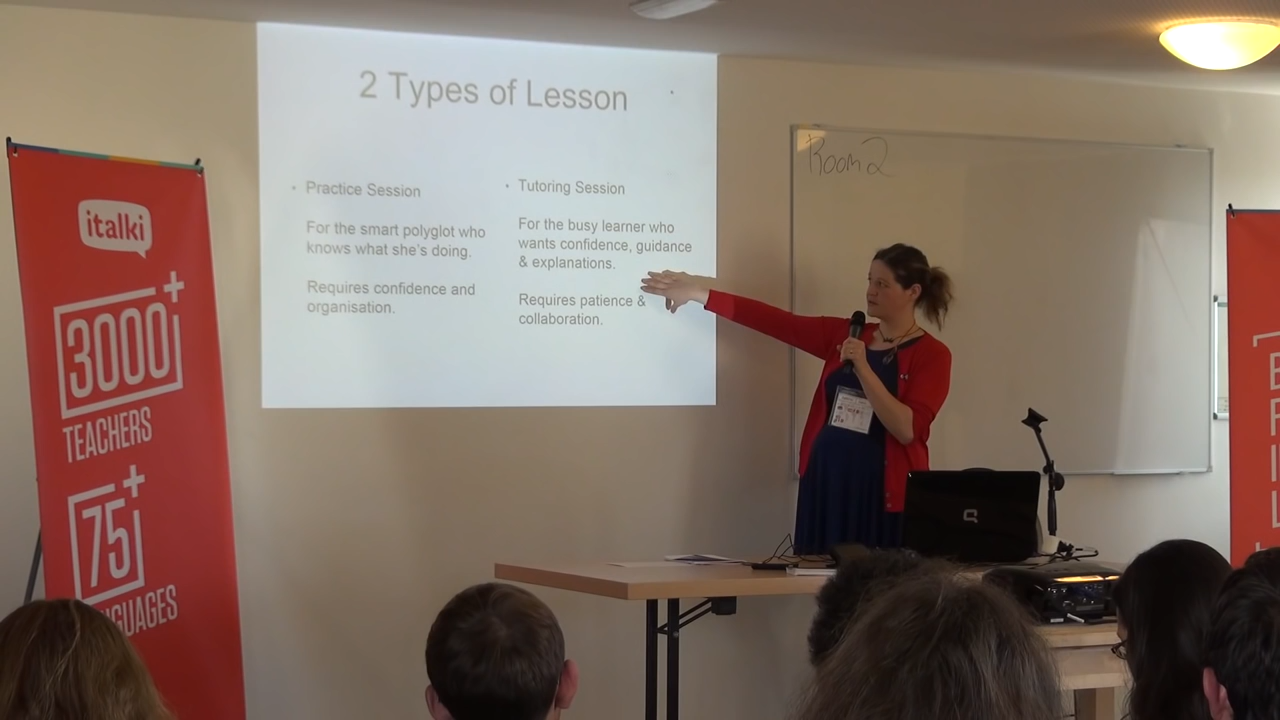 2 Types of Lesson
Practice Session
For the smart polyglot who
knows what she's doing.
Requires confidence and
organisation.
Tutoring Session
For the busy learner who
wants confidence, guidance
& explanations.
Requires patience &
collaboration.
Room 2
italki
3000+
TEACHERS
75+